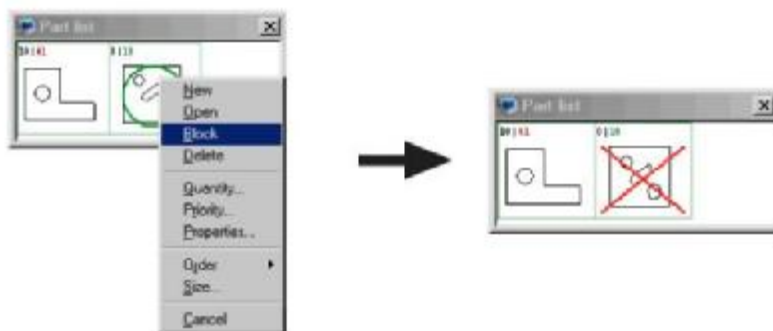 Part list
New
Open
Block
Delete
Quantity...
Priority...
Properties...
Order
Size...
Cancel
Part list